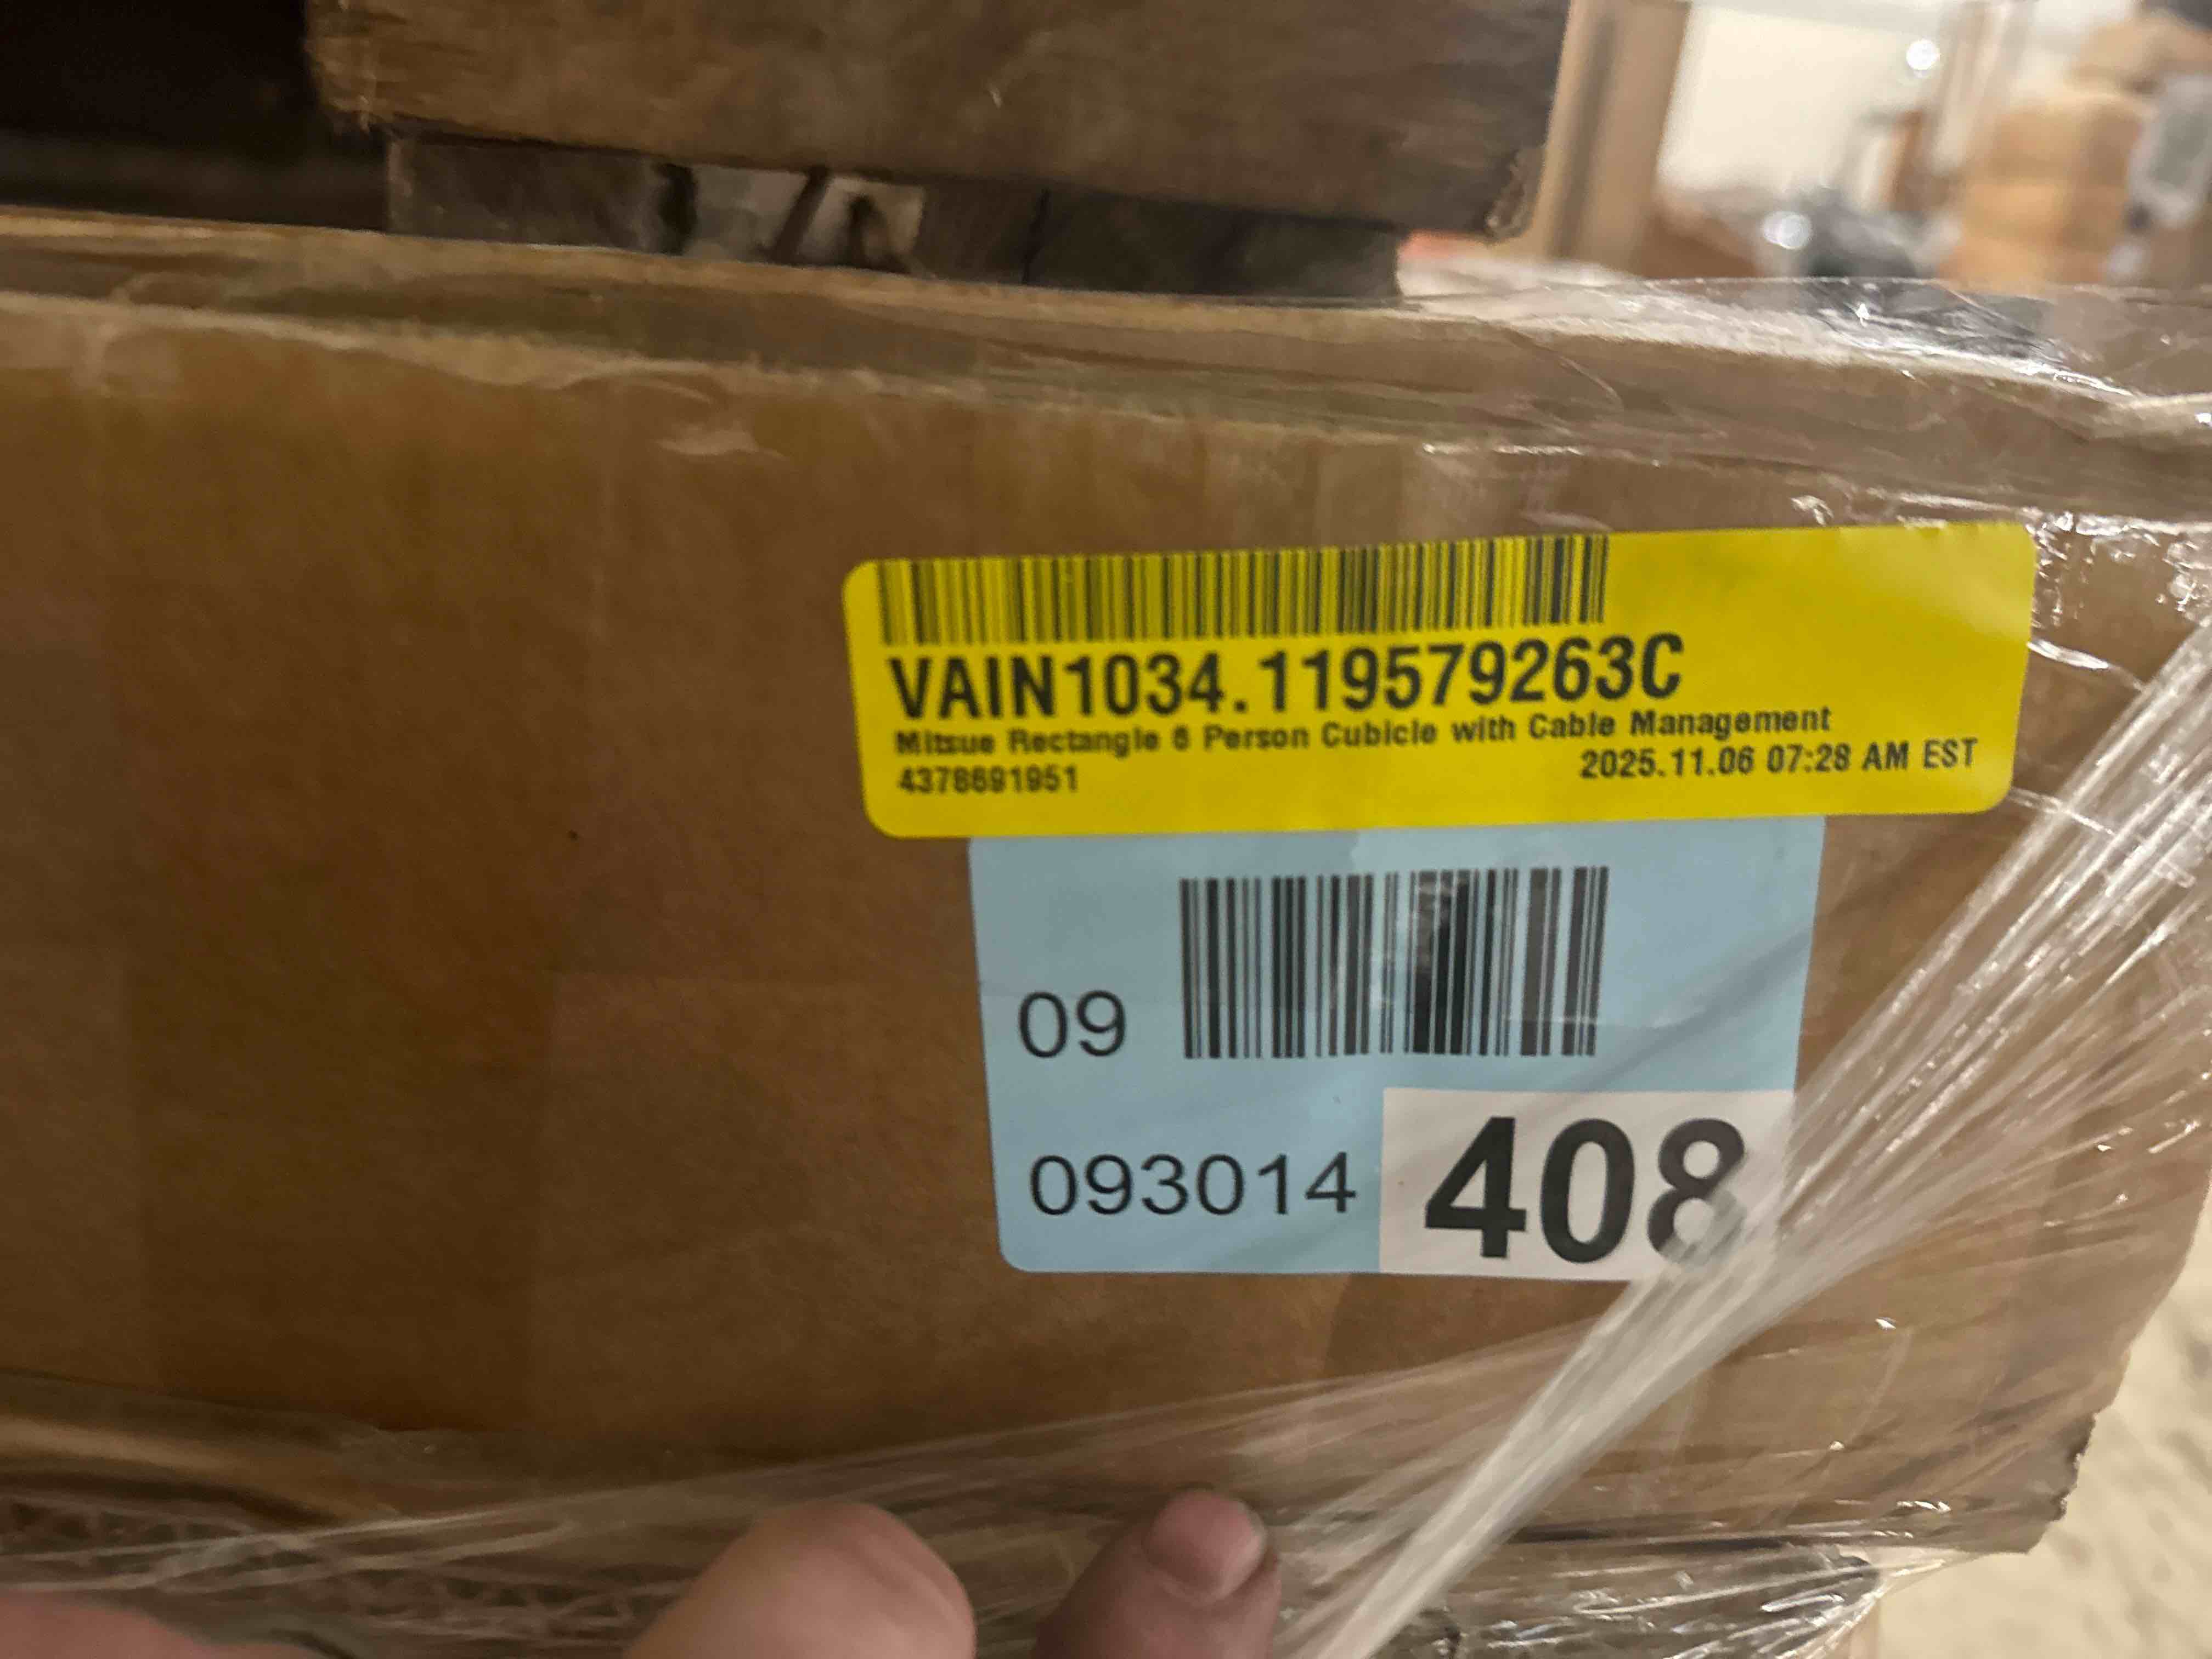 VAIN1034.119579263C
Mitsue Rectangle 6 Person Cubicle with Cable Management
4378691951
2025.11.06 07:28 AM EST
09
093014
408